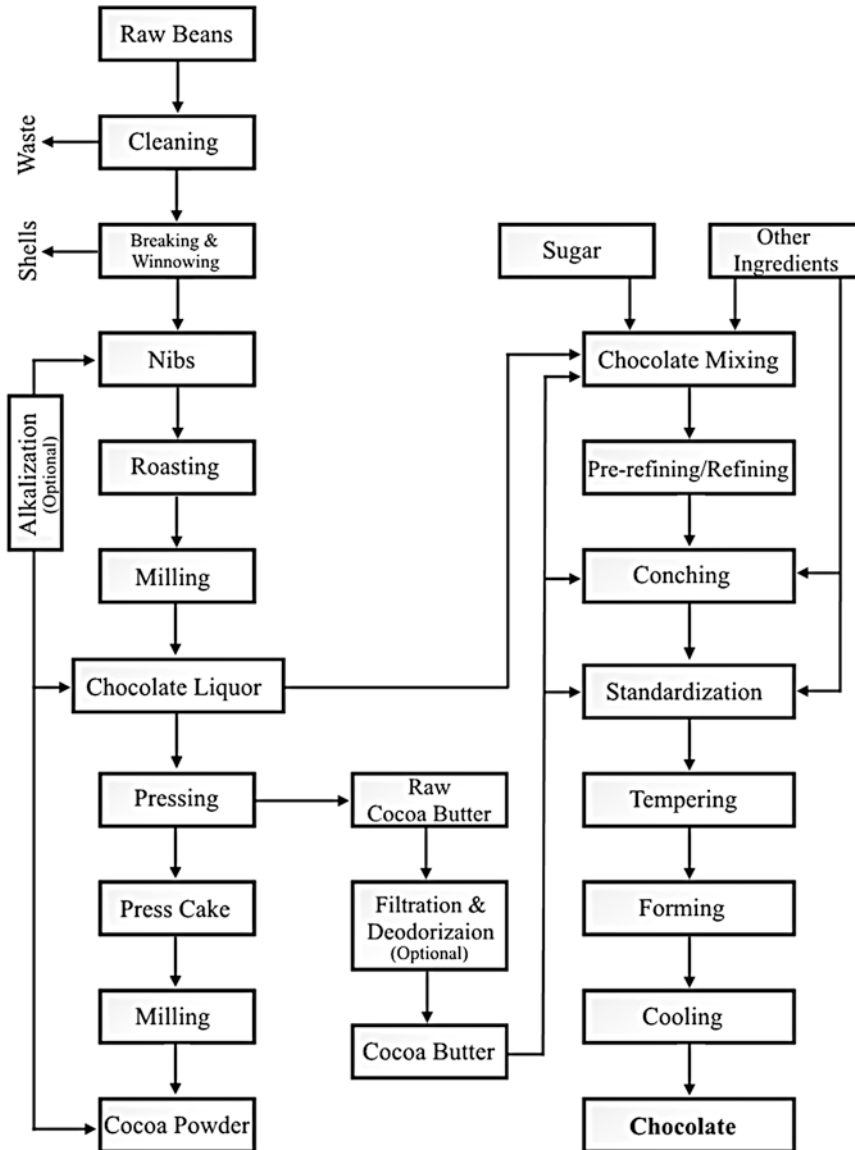 Raw Beans
Waste
Cleaning
Shells
Breaking &
Winnowing
Nibs
Alkalization
(Optional)
Roasting
Milling
Chocolate Liquor
Pressing
Press Cake
Milling
Cocoa Powder
Raw
Cocoa Butter
Filtration &
Deodorizaion
(Optional)
Cocoa Butter
Sugar
Other
Ingredients
Chocolate Mixing
Pre-refining/Refining
Conching
Standardization
Tempering
Forming
Cooling
Chocolate